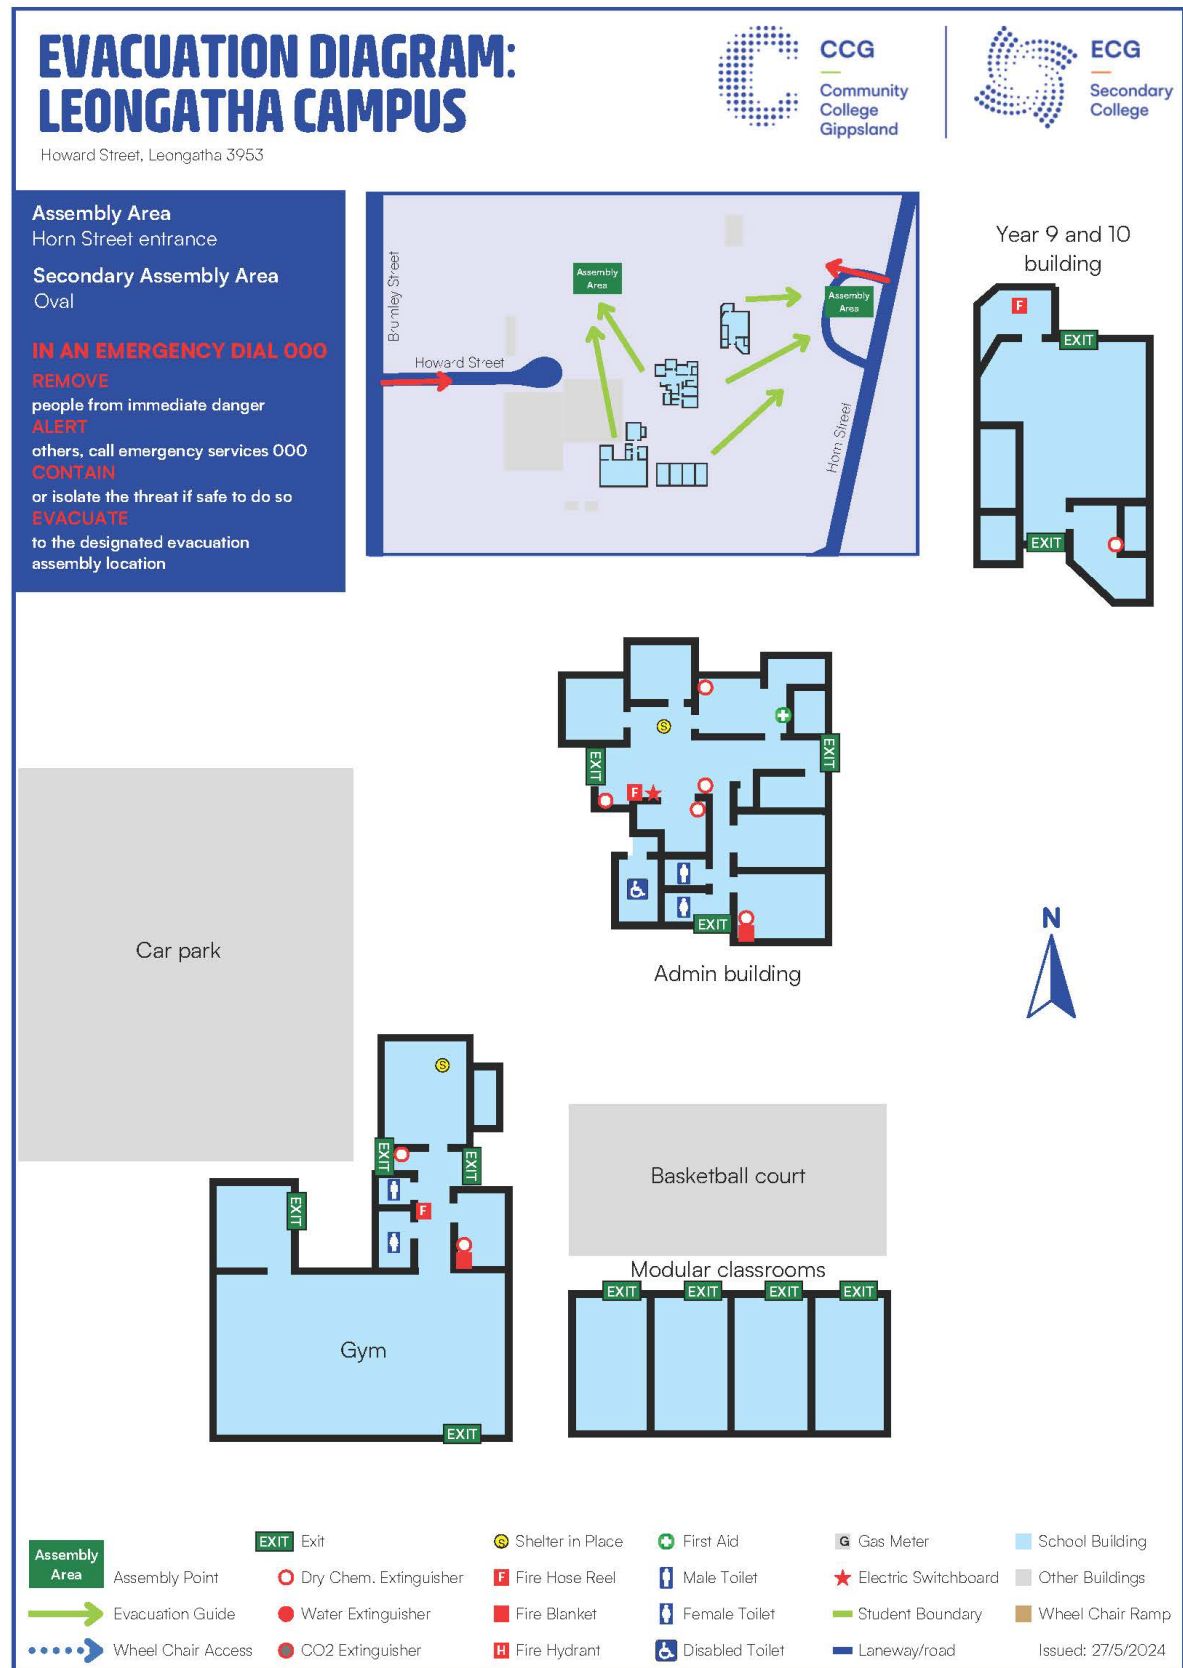 EVACUATION DIAGRAM:
LEONGATHA CAMPUS
Howard Street, Leongatha 3953
CCG
Community
College
Gippsland
ECG
Secondary
College
Assembly Area
Horn Street entrance
Secondary Assembly Area
Oval
IN AN EMERGENCY DIAL 000
REMOVE
people from immediate danger
ALERT
others, call emergency services 000
CONTAIN
or isolate the threat if safe to do so
EVACUATE
to the designated evacuation
assembly location
Brumley Street
Howard Street
Assembly
Area
Assembly
Area
Horn Street
Year 9 and 10
building
F
EXIT
EXIT
S
EXIT
EXIT
F
EXIT
Admin building
N
Car park
S
EXIT
EXIT
EXIT
F
Gym
EXIT
Basketball court
Modular classrooms
EXIT
EXIT
EXIT
EXIT
Assembly
Area
Assembly Point
Evacuation Guide
Wheel Chair Access
EXIT Exit
Dry Chem. Extinguisher
Water Extinguisher
CO2 Extinguisher
S Shelter in Place
F Fire Hose Reel
Fire Blanket
H Fire Hydrant
First Aid
Male Toilet
Female Toilet
Disabled Toilet
G Gas Meter
Electric Switchboard
Student Boundary
Laneway/road
School Building
Other Buildings
Wheel Chair Ramp
Issued: 27/5/2024